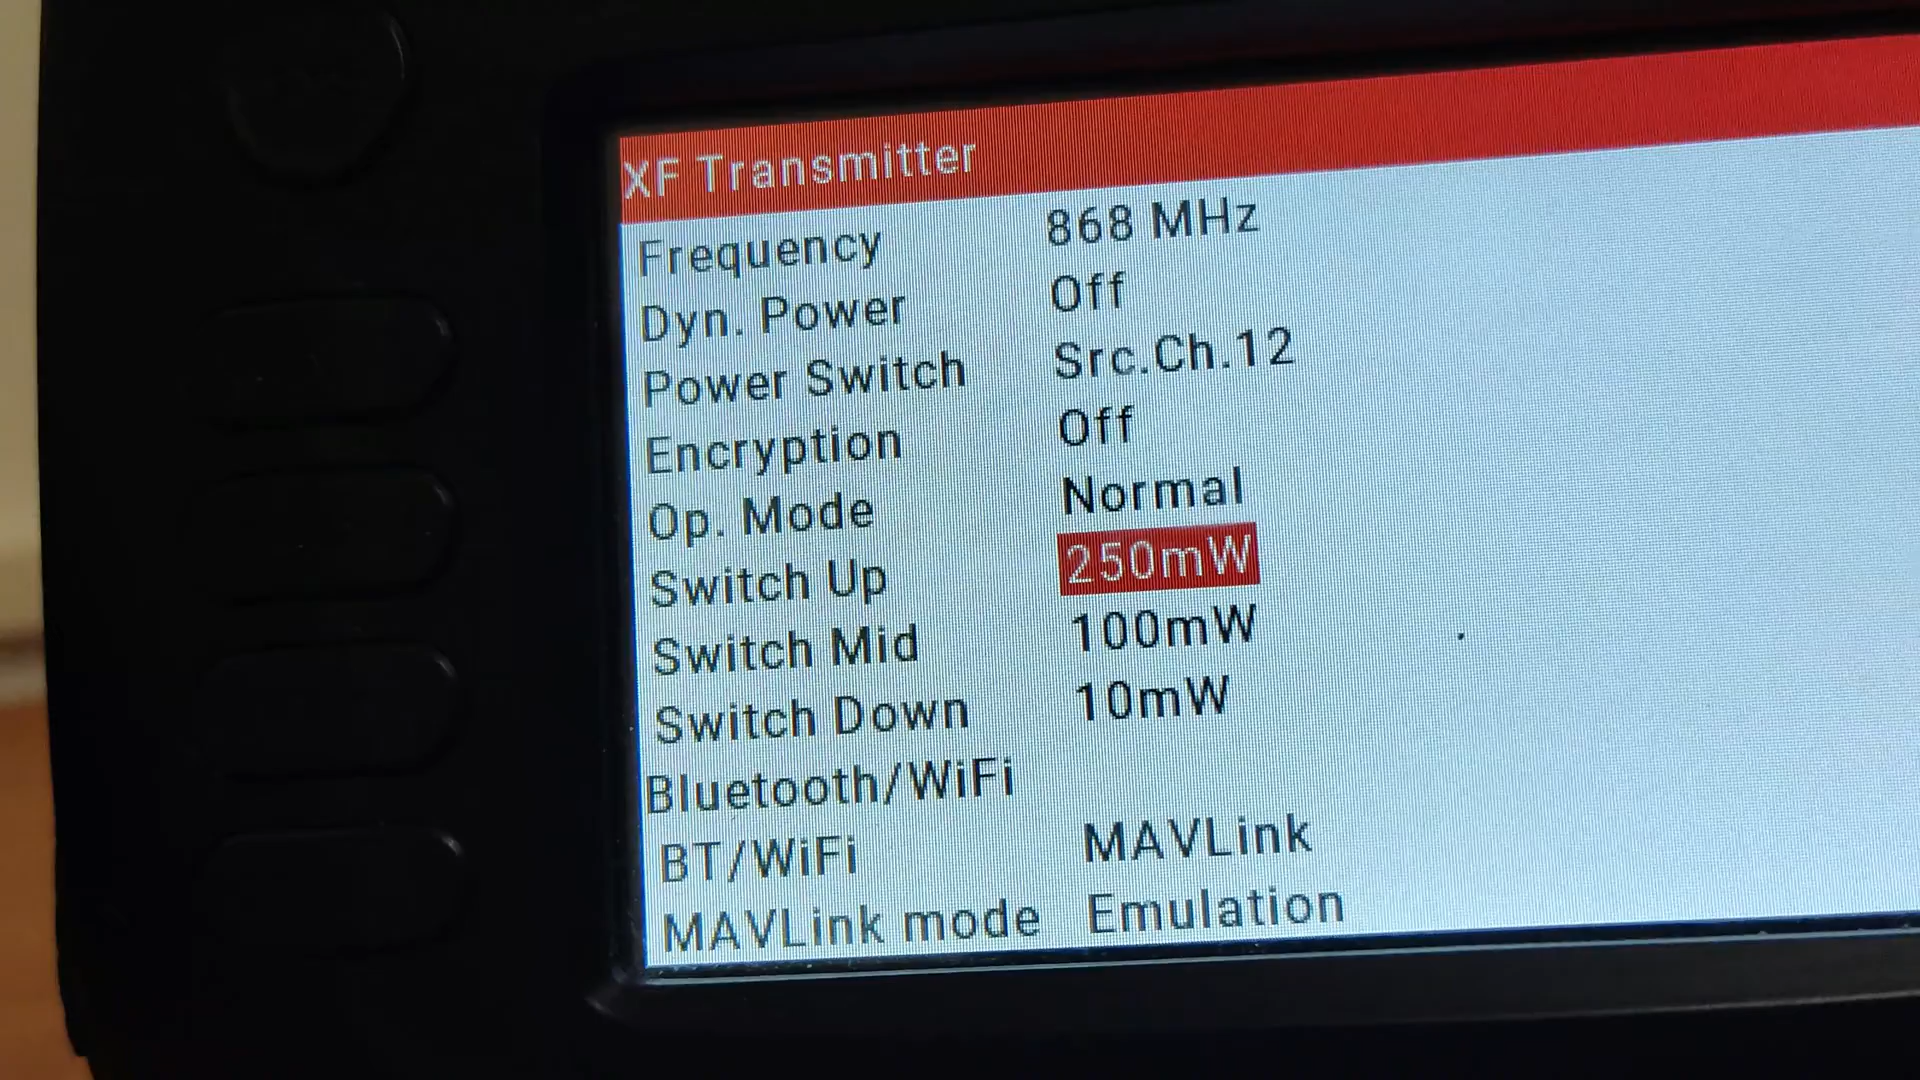 XF Transmitter
Frequency 868 MHz
Dyn. Power Off
Power Switch Src.Ch.12
Encryption Off
Op. Mode Normal
Switch Up 250mW
Switch Mid 100mW
Switch Down 10mW
Bluetooth/WiFi
BT/WiFi MAVLink
MAVLink mode Emulation